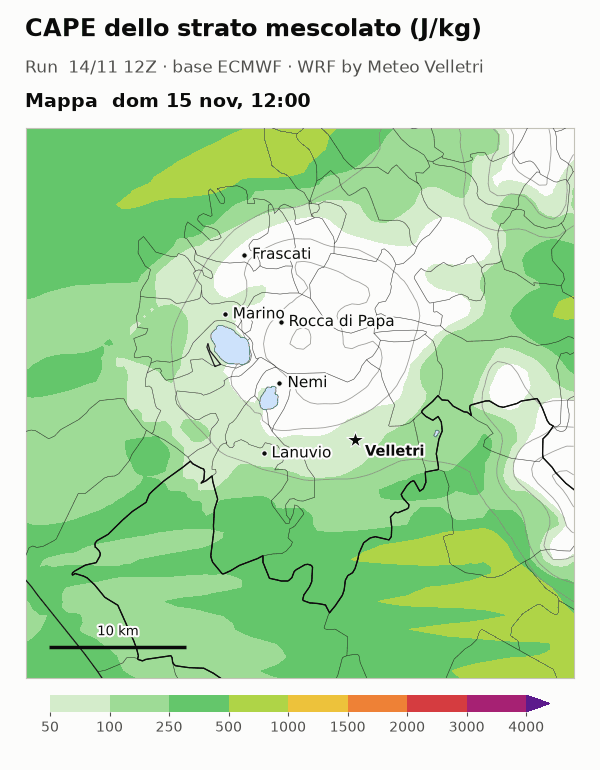 CAPE dello strato mescolato (J/kg)
Run  14/11 12Z · base ECMWF · WRF by Meteo Velletri
Mappa  dom 15 nov, 12:00
Frascati
Marino
Rocca di Papa
Nemi
Velletri
Lanuvio
10 km
50 100 250 500 1000 1500 2000 3000 4000